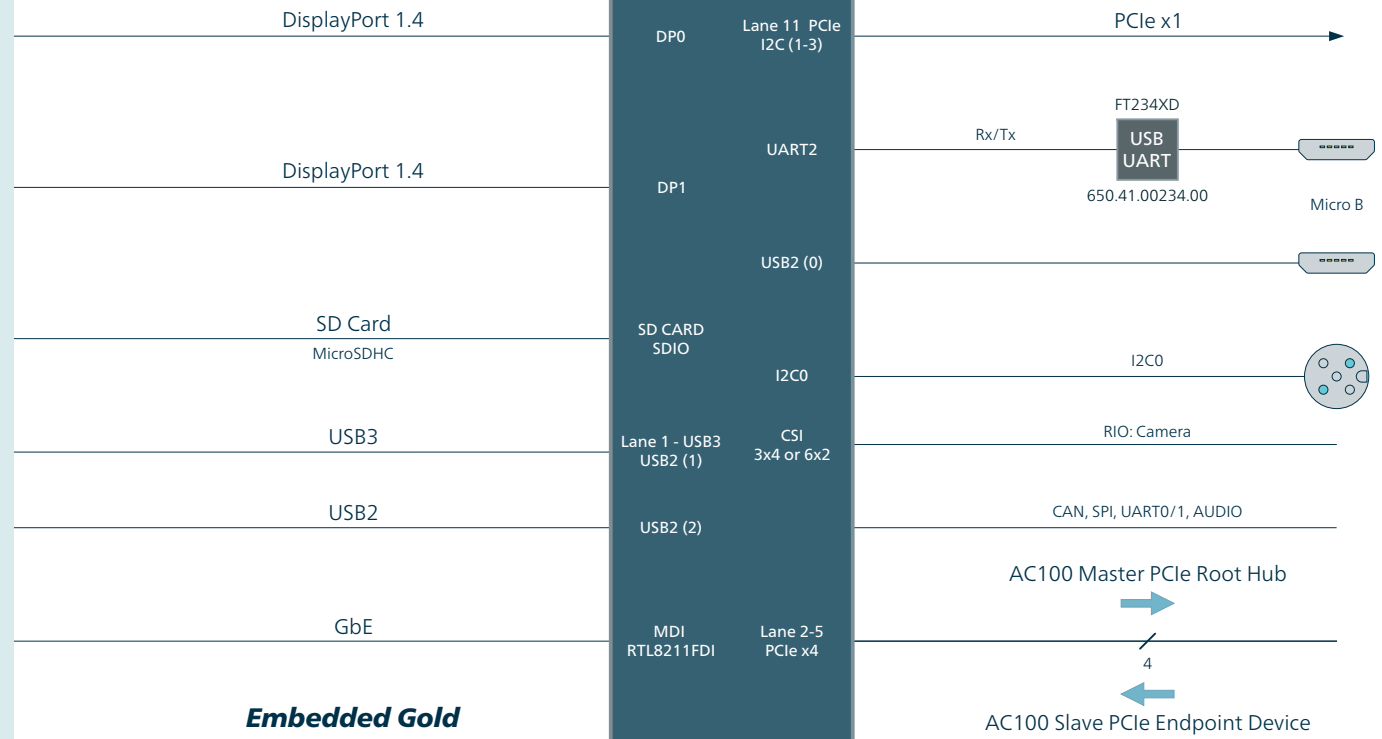 DisplayPort 1.4
DP0
Lane 11 PCIe
I2C (1-3)
PCIe x1
FT234XD
Rx/Tx
USB
UART
UART2
650.41.00234.00
Micro B
DisplayPort 1.4
DP1
USB2 (0)
SD Card
MicroSDHC
SD CARD
SDIO
I2C0
I2C0
USB3
Lane 1 - USB3
USB2 (1)
CSI
3x4 or 6x2
RIO: Camera
USB2
USB2 (2)
CAN, SPI, UART0/1, AUDIO
AC100 Master PCIe Root Hub
GbE
MDI
RTL8211FDI
Lane 2-5
PCIe x4
4
Embedded Gold
AC100 Slave PCIe Endpoint Device